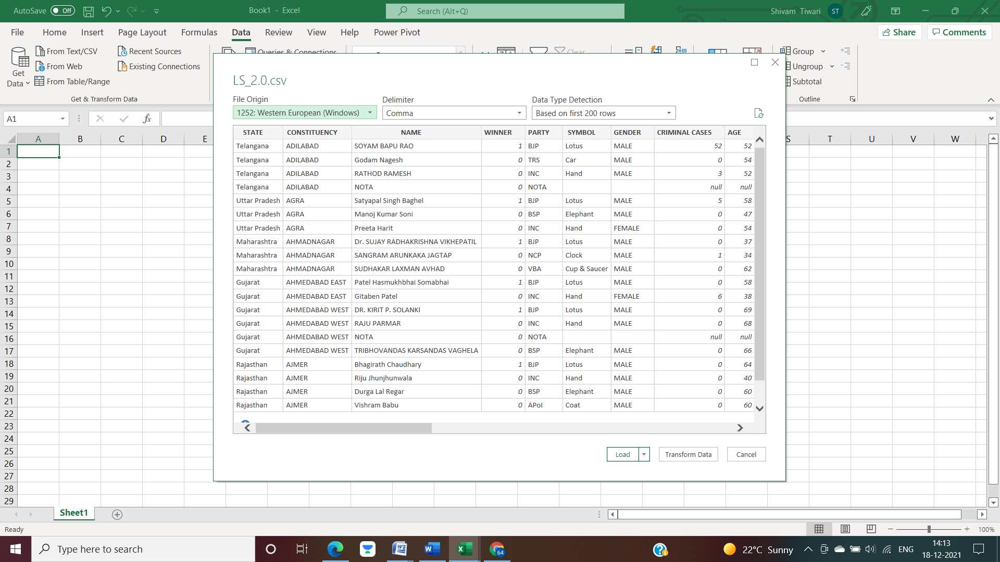 AutoSave Off Book1 - Excel Search (Alt+Q) Shivam Tiwari ST
File Home Insert Page Layout Formulas Data Review View Help Power Pivot Share Comments
Get Data
From Text/CSV
From Web
From Table/Range
Recent Sources
Existing Connections
Get & Transform Data
Queries & Connections
Clear
Group
Ungroup
Subtotal
Outline
A1 fx
A B C D E S T U V W
1
2
3
4
5
6
7
8
9
10
11
12
13
14
15
16
17
18
19
20
21
22
23
24
25
26
27
28
29
LS_2.0.csv
File Origin Delimiter Data Type Detection
1252: Western European (Windows) Comma Based on first 200 rows
STATE CONSTITUENCY NAME WINNER PARTY SYMBOL GENDER CRIMINAL CASES AGE
Telangana ADILABAD SOYAM BAPU RAO 1 BJP Lotus MALE 52 52
Telangana ADILABAD Godam Nagesh 0 TRS Car MALE 0 54
Telangana ADILABAD RATHOD RAMESH 0 INC Hand MALE 3 52
Telangana ADILABAD NOTA 0 NOTA null null
Uttar Pradesh AGRA Satyapal Singh Baghel 1 BJP Lotus MALE 5 58
Uttar Pradesh AGRA Manoj Kumar Soni 0 BSP Elephant MALE 0 47
Uttar Pradesh AGRA Preeta Harit 0 INC Hand FEMALE 0 54
Maharashtra AHMADNAGAR Dr. SUJAY RADHAKRISHNA VIKHEPATIL 1 BJP Lotus MALE 0 37
Maharashtra AHMADNAGAR SANGRAM ARUNKAKA JAGTAP 0 NCP Clock MALE 1 34
Maharashtra AHMADNAGAR SUDHAKAR LAXMAN AVHAD 0 VBA Cup & Saucer MALE 0 62
Gujarat AHMEDABAD EAST Patel Hasmukhbhai Somabhai 1 BJP Lotus MALE 0 58
Gujarat AHMEDABAD EAST Gitaben Patel 0 INC Hand FEMALE 6 38
Gujarat AHMEDABAD WEST DR. KIRIT P. SOLANKI 1 BJP Lotus MALE 0 69
Gujarat AHMEDABAD WEST RAJU PARMAR 0 INC Hand MALE 0 68
Gujarat AHMEDABAD WEST NOTA 0 NOTA null null
Gujarat AHMEDABAD WEST TRIBHOVANDAS KARSANDAS VAGHELA 0 BSP Elephant MALE 0 66
Rajasthan AJMER Bhagirath Chaudhary 1 BJP Lotus MALE 0 64
Rajasthan AJMER Riju Jhunjhunwala 0 INC Hand MALE 0 40
Rajasthan AJMER Durga Lal Regar 0 BSP Elephant MALE 0 60
Rajasthan AJMER Vishram Babu 0 APoI Coat MALE 0 60
Load Transform Data Cancel
Sheet1
Ready 100%
Type here to search 64 22°C Sunny ENG 14:13
18-12-2021